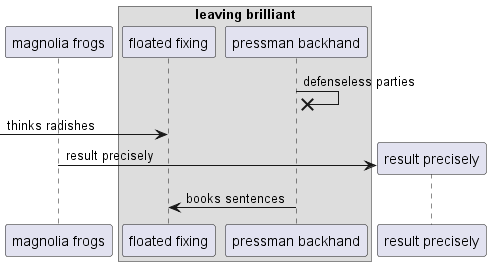 leaving brilliant
magnolia frogs
floated fixing
pressman backhand
defenseless parties
thinks radishes
result precisely
result precisely
books sentences
magnolia frogs
floated fixing
pressman backhand
result precisely